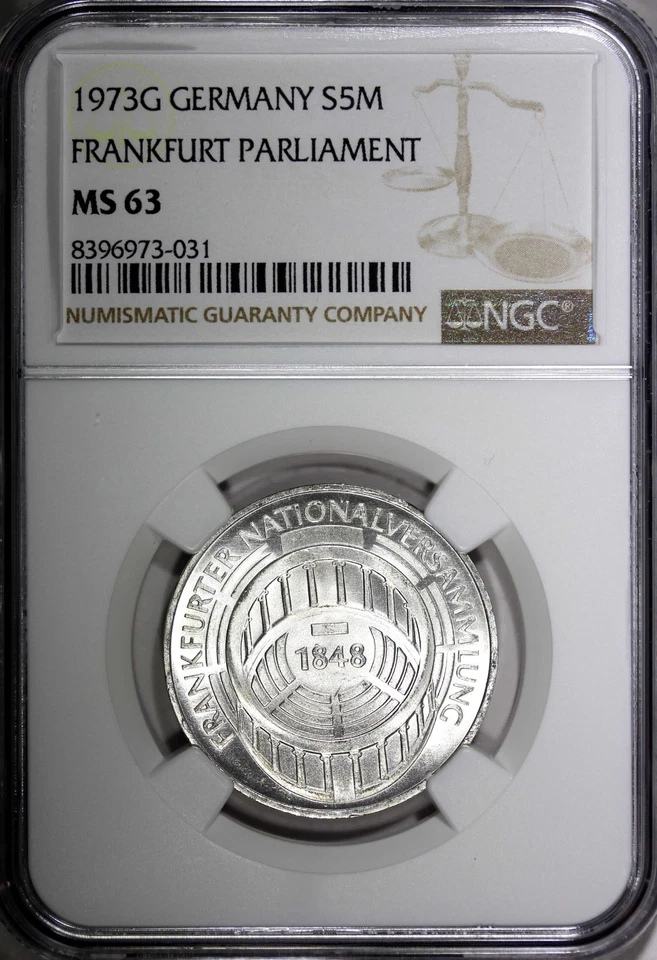 1973G GERMANY S5M
FRANKFURT PARLIAMENT
MS 63
8396973-031
NUMISMATIC GUARANTY COMPANY
NGC®
FRANKFURTER NATIONALVERSAMMLUNG
1848